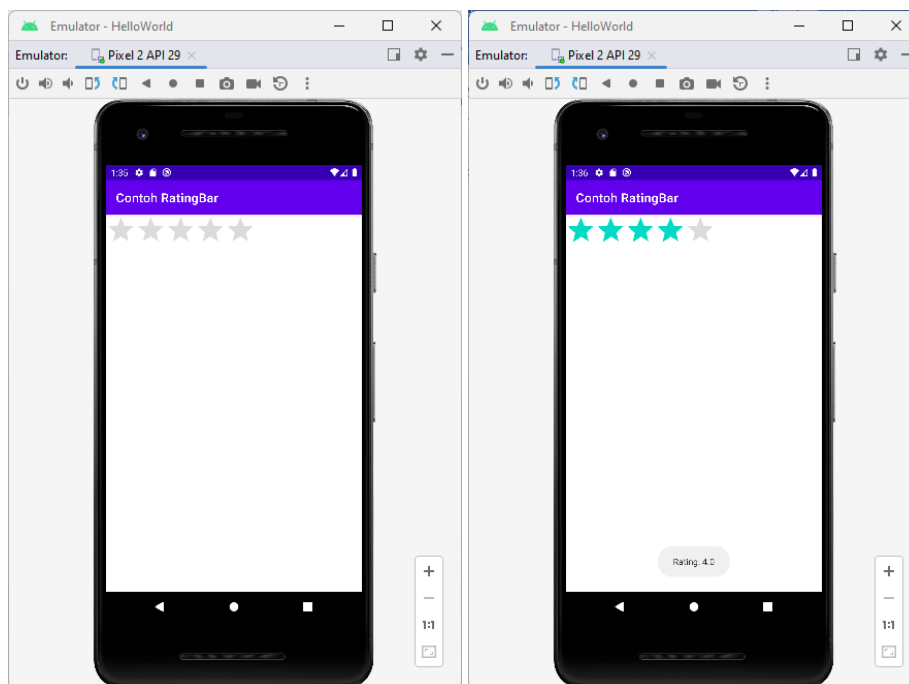 Emulator - HelloWorld
Emulator: Pixel 2 API 29
1:35
Contoh RatingBar
1:1
Emulator - HelloWorld
Emulator: Pixel 2 API 29
1:36
Contoh RatingBar
Rating: 4.0
1:1